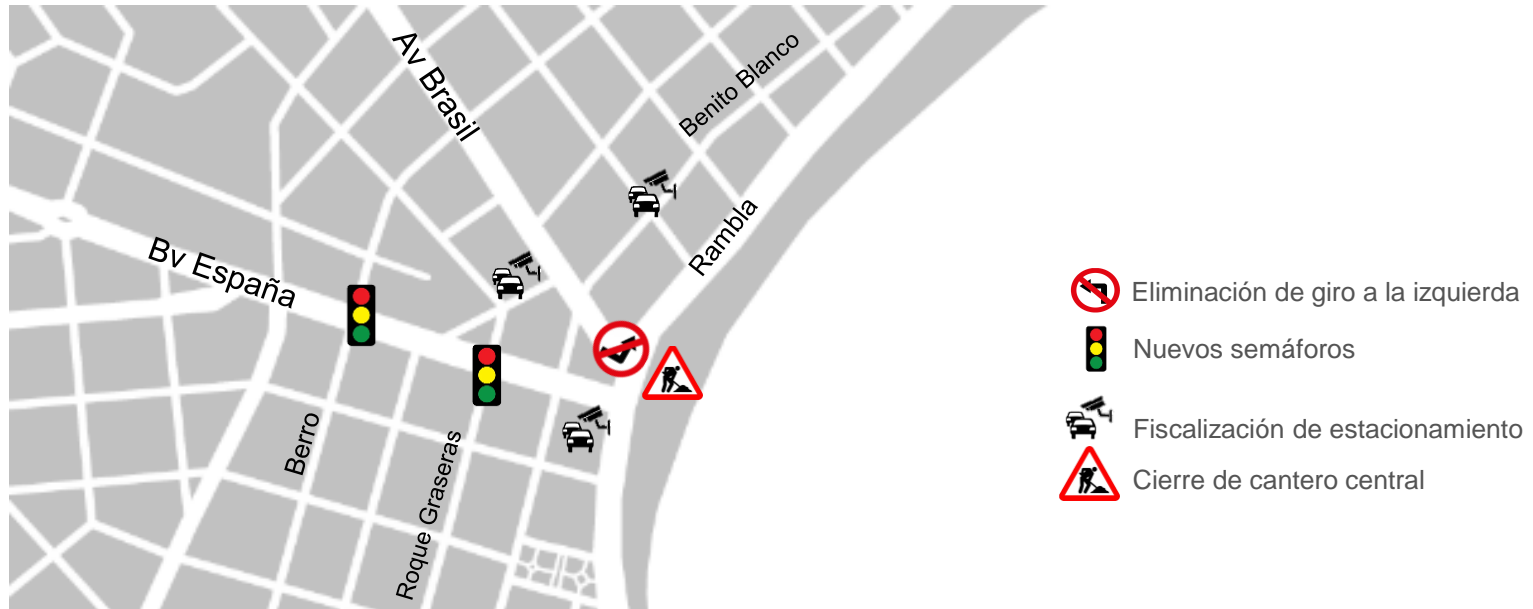 Av Brasil
Benito Blanco
Rambla
Bv España
Berro
Roque Graseras
Eliminación de giro a la izquierda
Nuevos semáforos
Fiscalización de estacionamiento
Cierre de cantero central